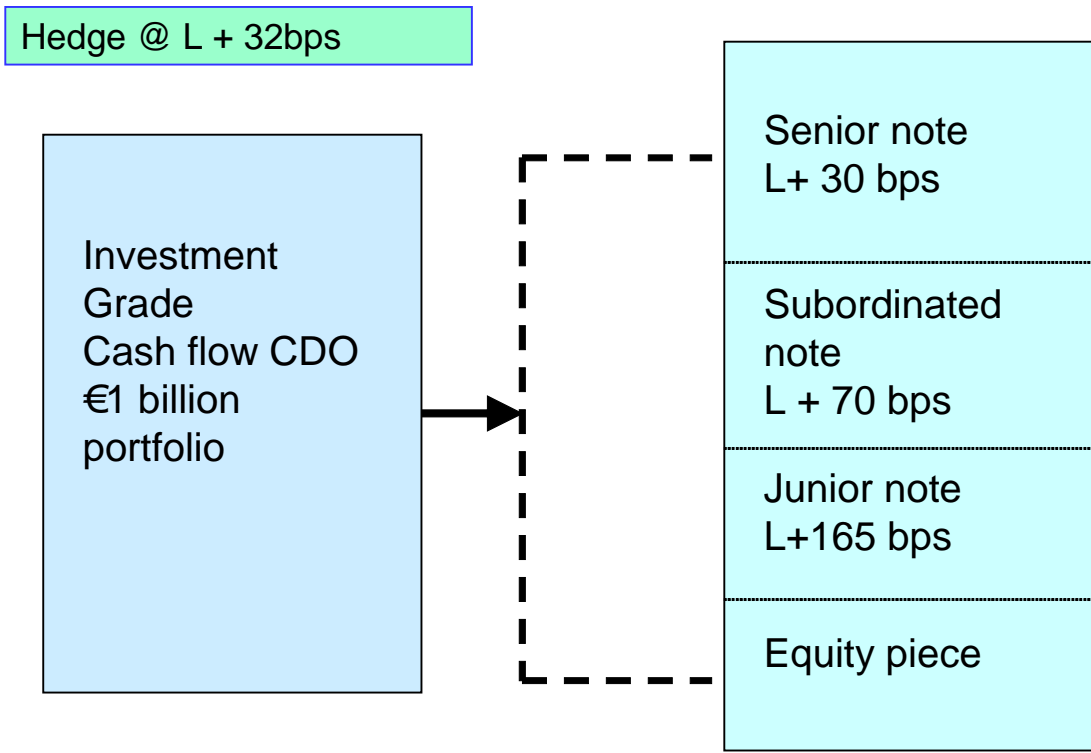 Hedge @ L + 32bps
Investment
Grade
Cash flow CDO
€1 billion
portfolio
Senior note
L+ 30 bps
Subordinated
note
L + 70 bps
Junior note
L+165 bps
Equity piece